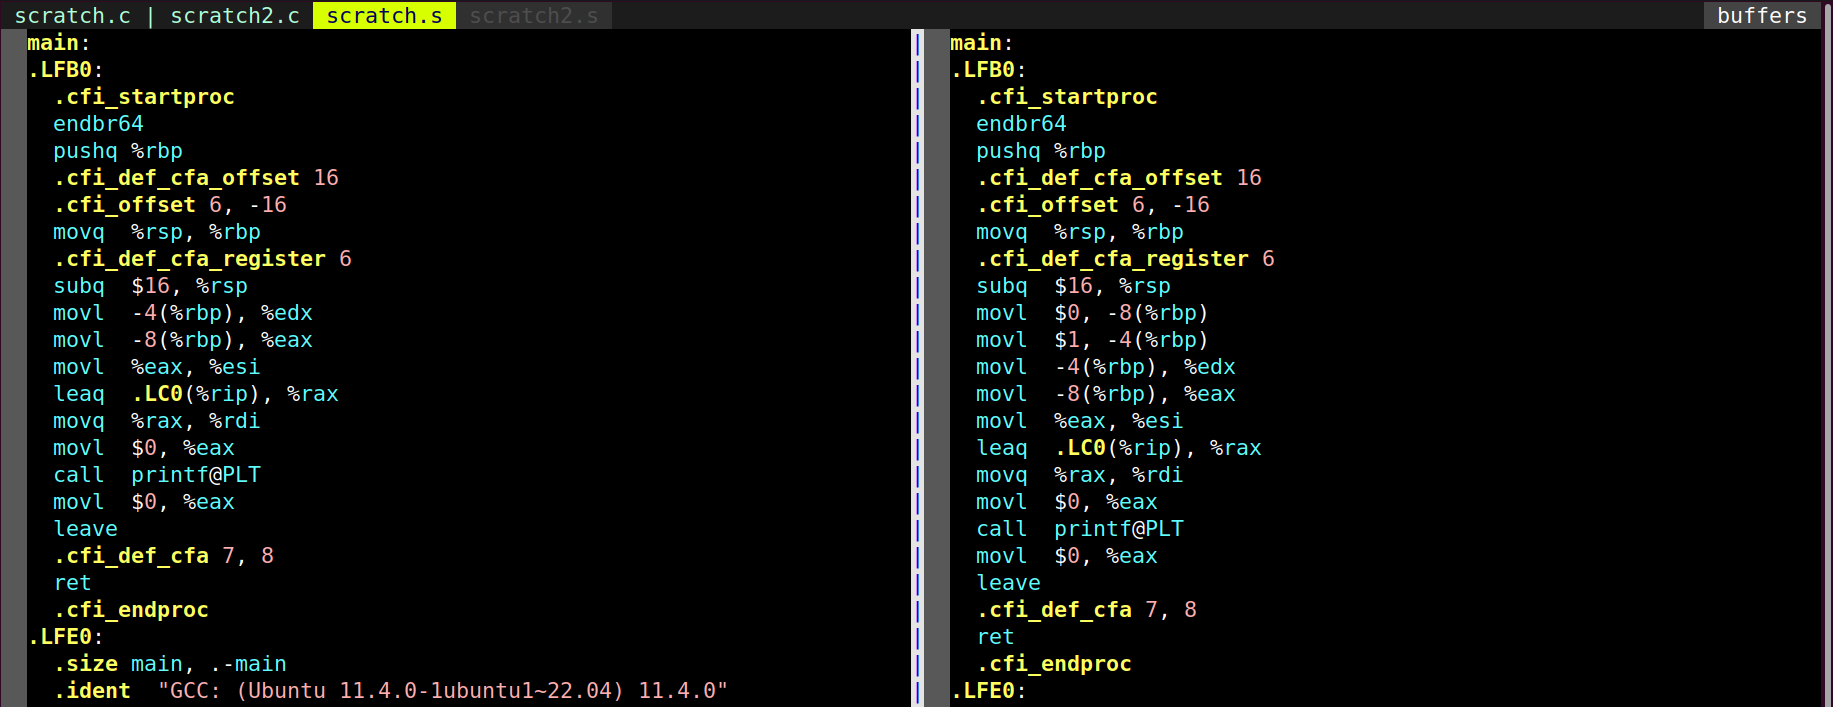 scratch.c | scratch2.c scratch.s scratch2.s buffers
main:
.LFB0:
.cfi_startproc
endbr64
pushq %rbp
.cfi_def_cfa_offset 16
.cfi_offset 6, -16
movq %rsp, %rbp
.cfi_def_cfa_register 6
subq $16, %rsp
movl -4(%rbp), %edx
movl -8(%rbp), %eax
movl %eax, %esi
leaq .LC0(%rip), %rax
movq %rax, %rdi
movl $0, %eax
call printf@PLT
movl $0, %eax
leave
.cfi_def_cfa 7, 8
ret
.cfi_endproc
.LFE0:
.size main, .-main
.ident "GCC: (Ubuntu 11.4.0-1ubuntu1~22.04) 11.4.0"
main:
.LFB0:
.cfi_startproc
endbr64
pushq %rbp
.cfi_def_cfa_offset 16
.cfi_offset 6, -16
movq %rsp, %rbp
.cfi_def_cfa_register 6
subq $16, %rsp
movl $0, -8(%rbp)
movl $1, -4(%rbp)
movl -4(%rbp), %edx
movl -8(%rbp), %eax
movl %eax, %esi
leaq .LC0(%rip), %rax
movq %rax, %rdi
movl $0, %eax
call printf@PLT
movl $0, %eax
leave
.cfi_def_cfa 7, 8
ret
.cfi_endproc
.LFE0: